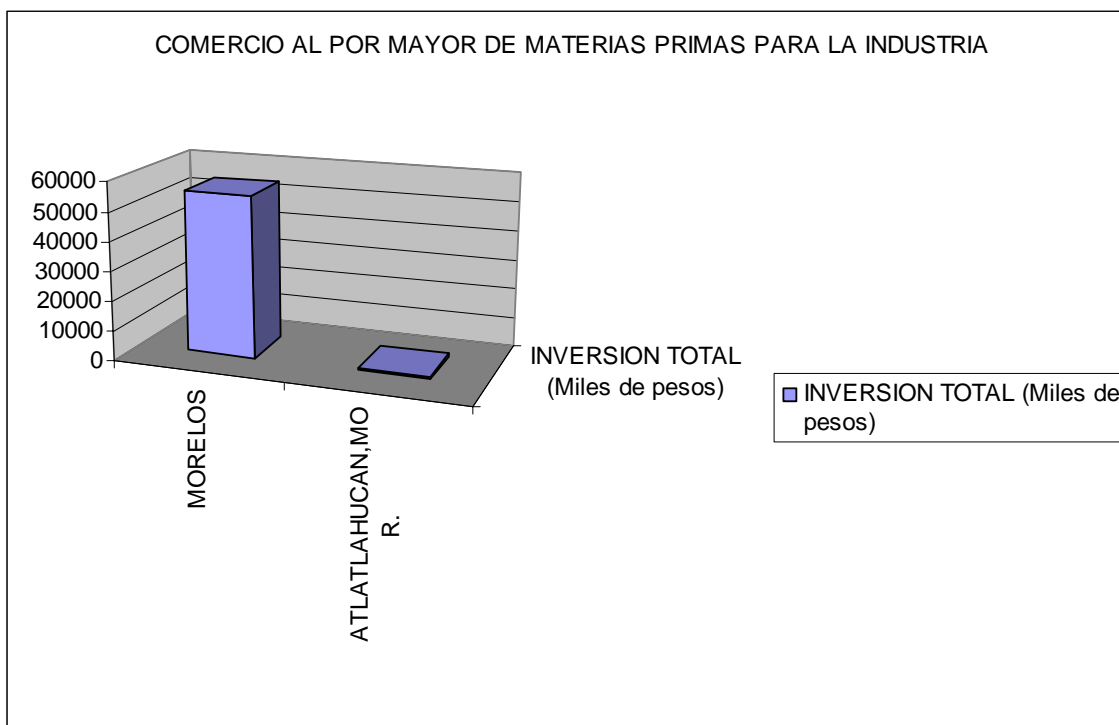 COMERCIO AL POR MAYOR DE MATERIAS PRIMAS PARA LA INDUSTRIA
60000
50000
40000
30000
20000
10000
0
MORELOS
ATLATLAHUCAN,MO
R.
INVERSION TOTAL
(Miles de pesos)
INVERSION TOTAL (Miles de
pesos)